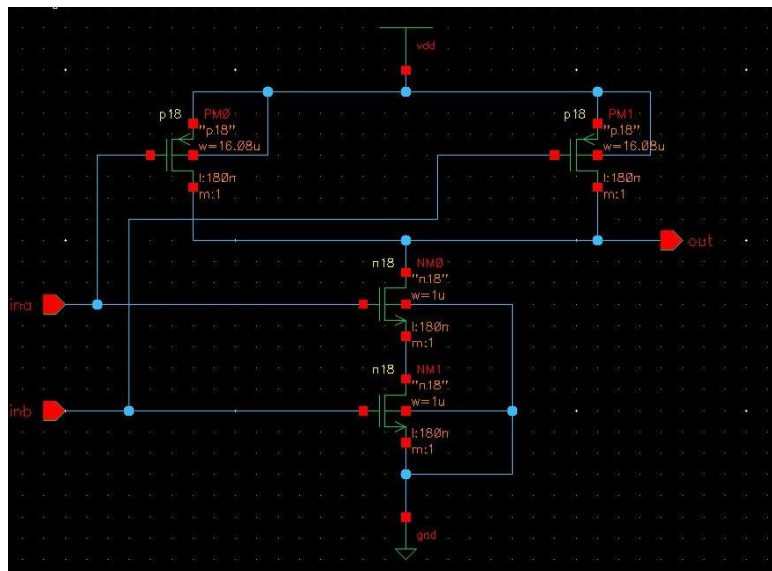 vdd
p18 PM0
"p18"
w=16.08u
l:180n
m:1
p18 PM1
"p18"
w=16.08u
l:180n
m:1
out
n18 NM0
"n18"
w=1u
l:180n
m:1
ina
n18 NM1
"n18"
w=1u
l:180n
m:1
inb
gnd